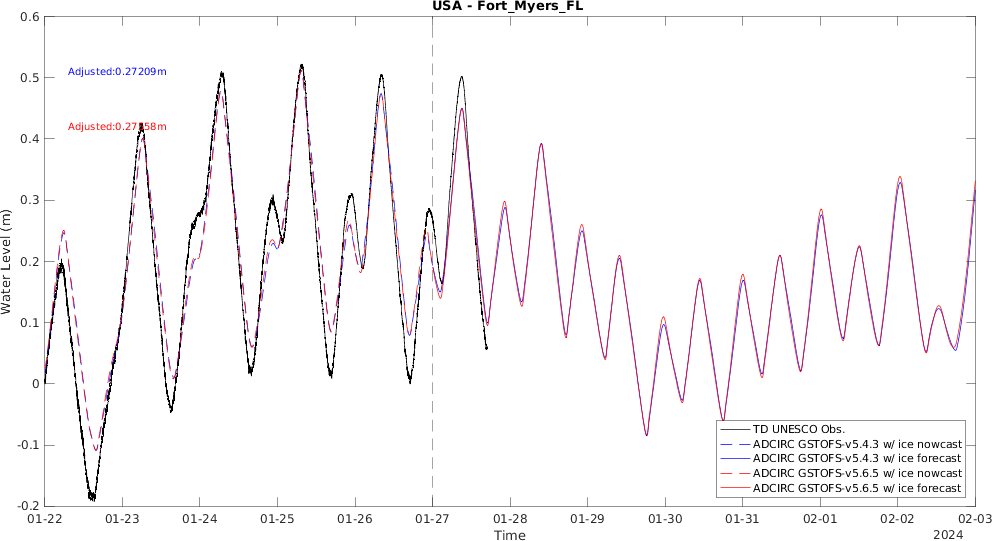 USA - Fort_Myers_FL
0.6
0.5
0.4
0.3
0.2
0.1
0
-0.1
-0.2
Water Level (m)
Adjusted:0.27209m
TD UNESCO Obs.
ADCIRC GSTOFS-v5.4.3 w/ ice nowcast
ADCIRC GSTOFS-v5.4.3 w/ ice forecast
ADCIRC GSTOFS-v5.6.5 w/ ice nowcast
ADCIRC GSTOFS-v5.6.5 w/ ice forecast
01-22 01-23 01-24 01-25 01-26 01-27 01-28 01-29 01-30 01-31 02-01 02-02 02-03
Time
2024